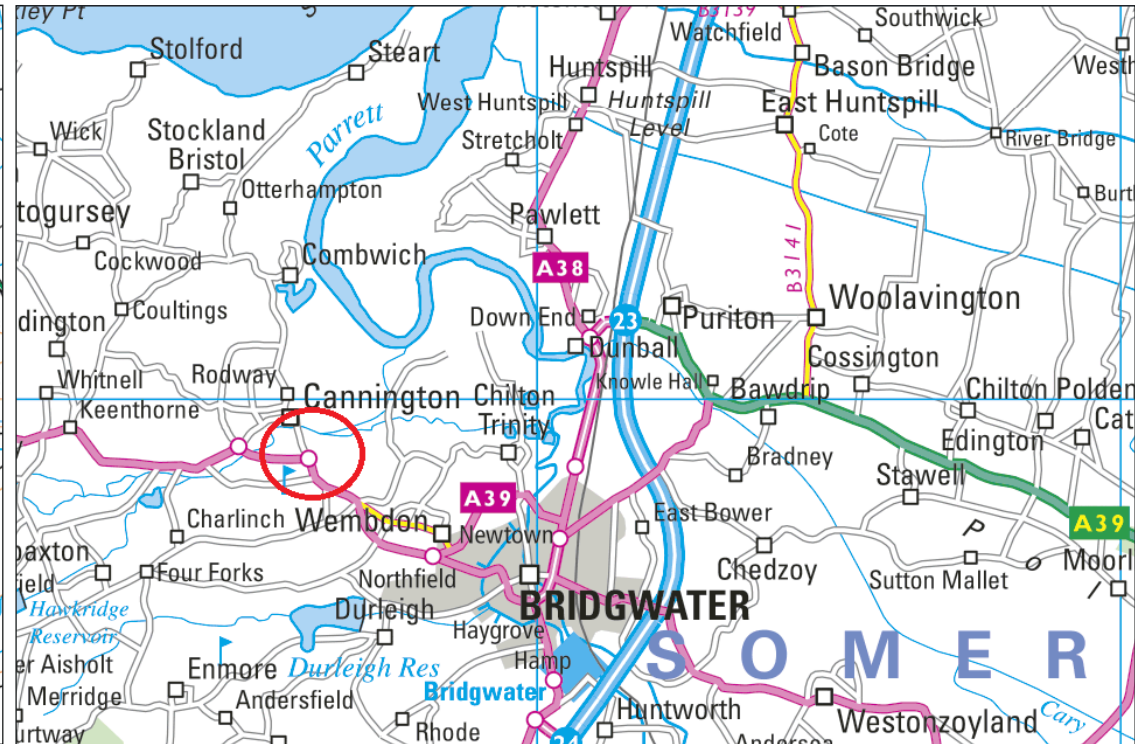 Stolford
Steart
B3139
Southwick
Watchfield
Huntspill
Bason Bridge
West Huntspill
Huntspill
Level
East Huntspill
Wick
Stockland
Bristol
Parrett
Stretcholt
Cote
River Bridge
Otterhampton
Pawlett
Cockwood
Combwich
A38
B3141
Coultings
Down End
23
Puriton
Woolavington
Dunball
Cossington
Whitnell
Rodway
Knowle Hall
Bawdrip
Keenthorne
Cannington
Chilton
Trinity
Chilton Polden
Edington
Bradney
Stawell
A39
Charlinch
Wembdon
Newtown
East Bower
A39
P
O
Four Forks
Northfield
Chedzoy
Sutton Mallet
Hawkridge
Reservoir
Durleigh
BRIDGWATER
Haygrove
SOMER
Enmore
Durleigh Res
Hamp
Merridge
Andersfield
Bridgwater
Huntworth
Westonzoyland
Cary
Rhode
24